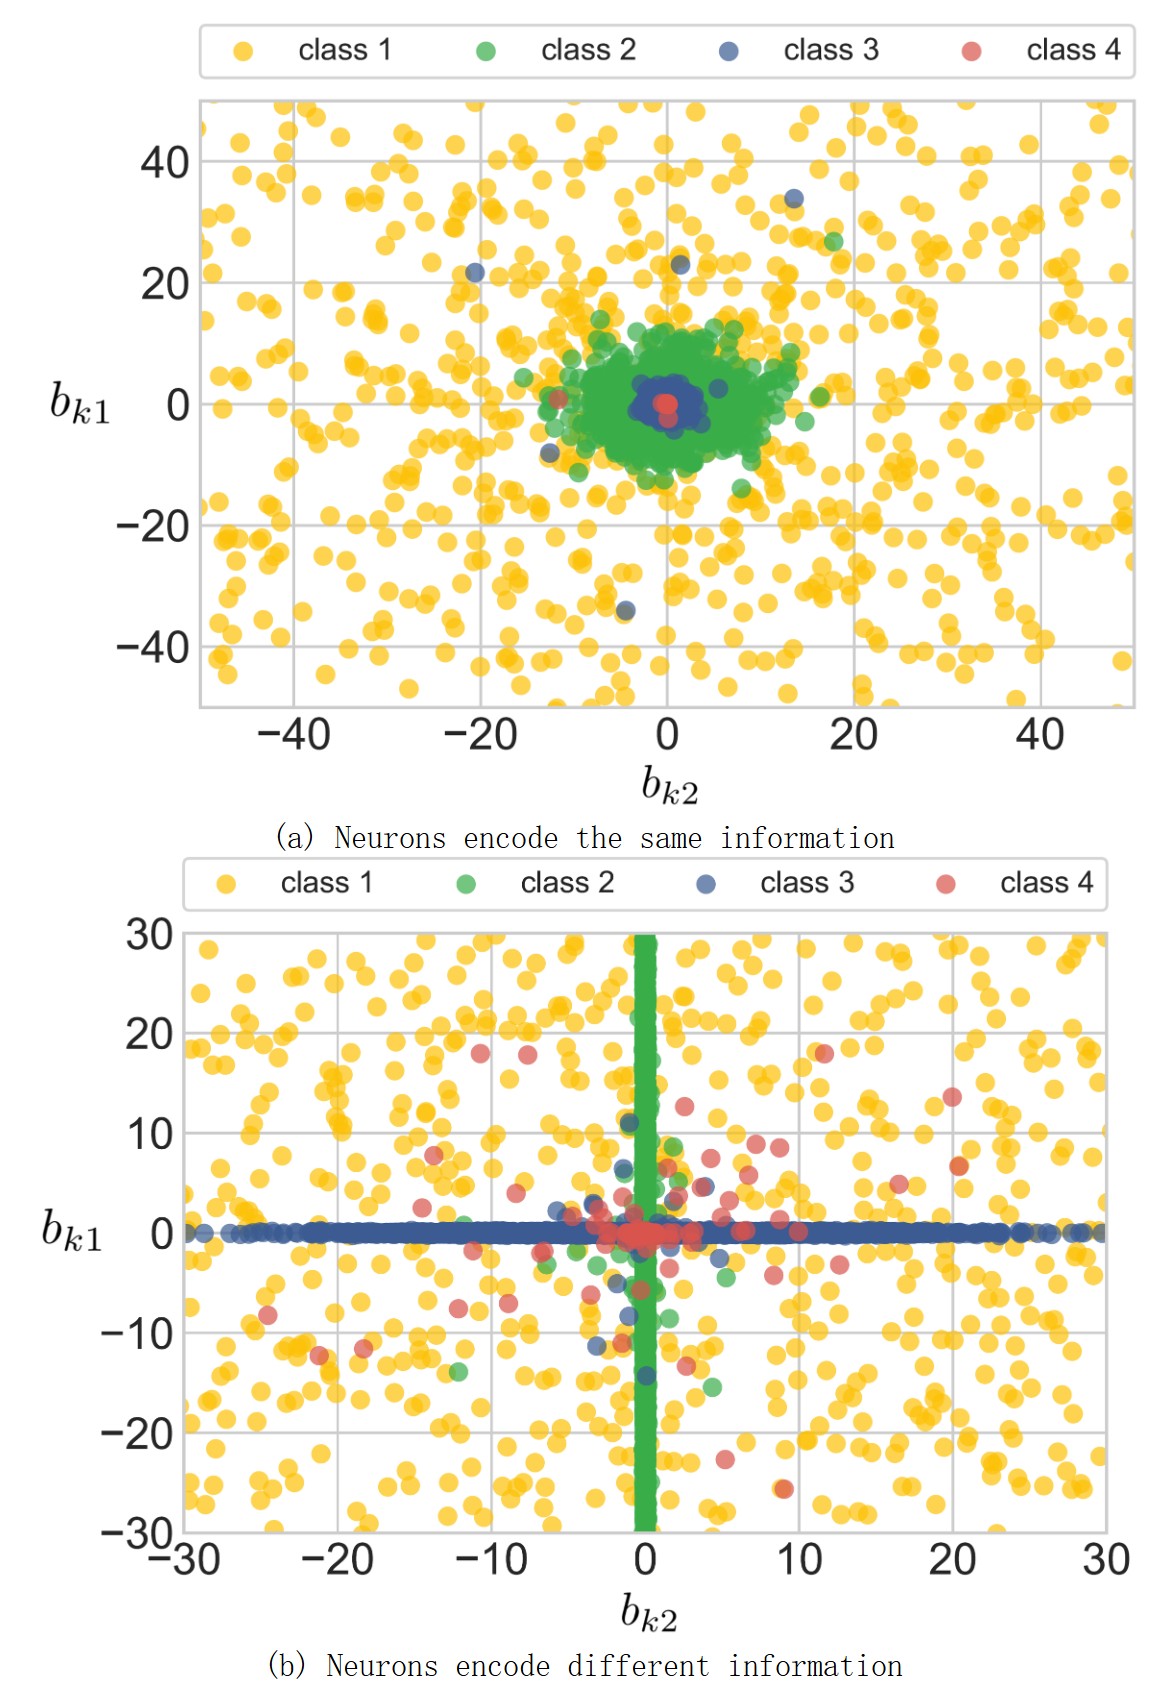 class 1 class 2 class 3 class 4
40
20
0
−20
−40
b_{k1}
−40 −20 0 20 40
b_{k2}
(a) Neurons encode the same information
class 1 class 2 class 3 class 4
30
20
10
0
−10
−20
−30
b_{k1}
−30 −20 −10 0 10 20 30
b_{k2}
(b) Neurons encode different information